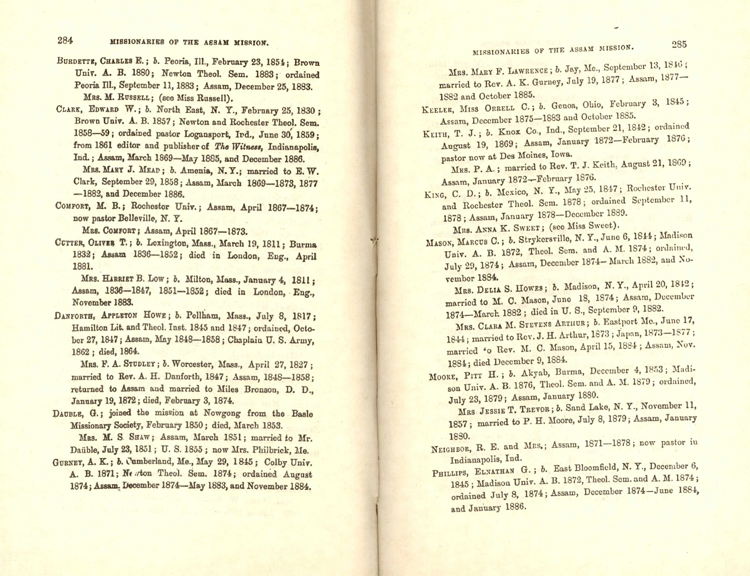 284 MISSIONARIES OF THE ASSAM MISSION.
BURDETTE, CHARLES E.; b. Peoria, Ill., February 23, 1854; Brown
Univ. A. B. 1880; Newton Theol. Sem. 1883; ordained
Peoria Ill., September 11, 1883; Assam, December 25, 1883.
MRS. M. RUSSELL; (see Miss Russell).
CLARK, EDWARD W.; b. North East, N. Y., February 25, 1830;
Brown Univ. A. B. 1857; Newton and Rochester Theol. Sem.
1858—59; ordained pastor Logansport, Ind., June 30, 1859;
from 1861 editor and publisher of The Witness, Indianapolis,
Ind.; Assam, March 1869—May 1885, and December 1886.
MRS. MARY J. MEAD; b. Amenia, N. Y.; married to E. W.
Clark, September 29, 1858; Assam, March 1869—1873, 1877
—1882, and December 1886.
COMFORT, M. B.; Rochester Univ.; Assam, April 1867—1874;
now pastor Belleville, N. Y.
MRS. COMFORT; Assam, April 1867—1873.
CUTTER, OLIVER T.; b. Lexington, Mass., March 19, 1811; Burma
1832; Assam 1836—1852; died in London, Eng., April
1881.
MRS. HARRIET B. LOW; b. Milton, Mass., January 4, 1811;
Assam, 1836—1847, 1851—1852; died in London, Eng.,
November 1883.
DANFORTH, APPLETON HOWE; b. Pellham, Mass., July 8, 1817;
Hamilton Lit. and Theol. Inst. 1845 and 1847; ordained, Octo-
ber 27, 1847; Assam, May 1848—1858; Chaplain U. S. Army,
1862; died, 1864.
MRS. F. A. STUDLEY; b. Worcester, Mass., April 27, 1827;
married to Rev. A. H. Danforth, 1847; Assam, 1848—1858;
returned to Assam and married to Miles Bronson, D. D.,
January 19, 1872; died, February 3, 1874.
DAUBLE, G.; joined the mission at Nowgong from the Basle
Missionary Society, February 1850; died, March 1853.
MRS. M. S SHAW; Assam, March 1851; married to Mr.
Daüble, July 23, 1851; U. S. 1855; now Mrs. Philbrick, Me.
GURNEY, A. K.; b. Cumberland, Me., May 29, 1845; Colby Univ.
A. B. 1871; Newton Theol. Sem. 1874; ordained August
1874; Assam, December 1874—May 1883, and November 1884.
MISSIONARIES OF THE ASSAM MISSION. 285
MRS. MARY F. LAWRENCE; b. Jay, Me., September 13, 1846;
married to Rev. A. K. Gurney, July 19, 1877; Assam, 1877—
1882 and October 1885.
KEELER, MISS ORRELL C.; b. Genoa, Ohio, February 3, 1845;
Assam, December 1875—1883 and October 1885.
KEITH, T. J.; b. Knox Co., Ind., September 21, 1842; ordained
August 19, 1869; Assam, January 1872—February 1876;
pastor now at Des Moines, Iowa.
MRS. P. A.; married to Rev. T. J. Keith, August 21, 1869;
Assam, January 1872—February 1876.
KING, C. D.; b. Mexico, N. Y., May 25, 1847; Rochester Univ.
and Rochester Theol. Sem. 1878; ordained September 11,
1878; Assam, January 1878—December 1889.
MRS. ANNA K. SWEET; (see Miss Sweet).
MASON, MARCUS C.; b. Strykersville, N. Y., June 6, 1844; Madison
Univ. A. B. 1872, Theol. Sem. and A. M. 1874; ordained,
July 29, 1874; Assam, December 1874—March 1882, and No-
vember 1884.
MRS. DELIA S. HOWES; b. Madison, N. Y., April 20, 1842;
married to M. C. Mason, June 18, 1874; Assam, December
1874—March 1882; died in U. S., September 9, 1882.
MRS. CLARA M. STEVENS ARTHUR; b. Eastport Me., June 17,
1844; married to Rev. J. H. Arthur, 1873; Japan, 1873—1877;
married to Rev. M. C. Mason, April 15, 1884; Assam, Nov.
1884; died December 9, 1884.
MOORE, PITT H.; b. Akyab, Burma, December 4, 1853; Madi-
son Univ. A. B. 1876, Theol. Sem. and A. M. 1879; ordained,
July 23, 1879; Assam, January 1880.
MRS JESSIE T. TREVOR; b. Sand Lake, N. Y., November 11,
1857; married to P. H. Moore, July 8, 1879; Assam, January
1880.
NEIGHBOR, R. E. and MRS.; Assam, 1871—1878; now pastor in
Indianapolis, Ind.
PHILLIPS, ELNATHAN G.; b. East Bloomfield, N. Y., December 6,
1845; Madison Univ. A. B. 1872, Theol. Sem. and A. M. 1874;
ordained July 8, 1874; Assam, December 1874—June 1884,
and January 1886.